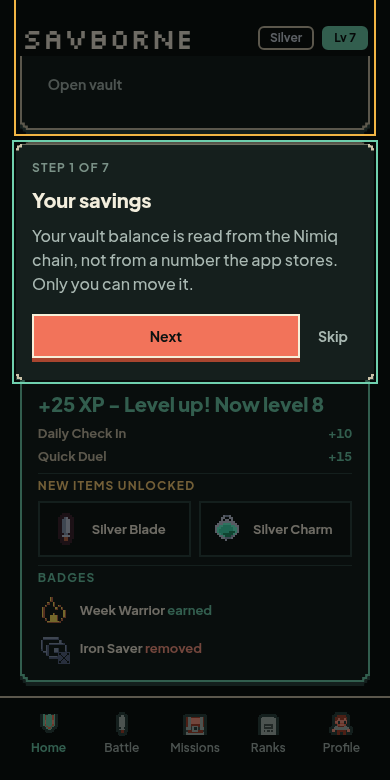 SAVBORNE
Silver
Lv 7
Open vault
STEP 1 OF 7
Your savings
Your vault balance is read from the Nimiq
chain, not from a number the app stores.
Only you can move it.
Next
Skip
+25 XP – Level up! Now level 8
Daily Check In +10
Quick Duel +15
NEW ITEMS UNLOCKED
Silver Blade
Silver Charm
BADGES
Week Warrior earned
Iron Saver removed
Home
Battle
Missions
Ranks
Profile